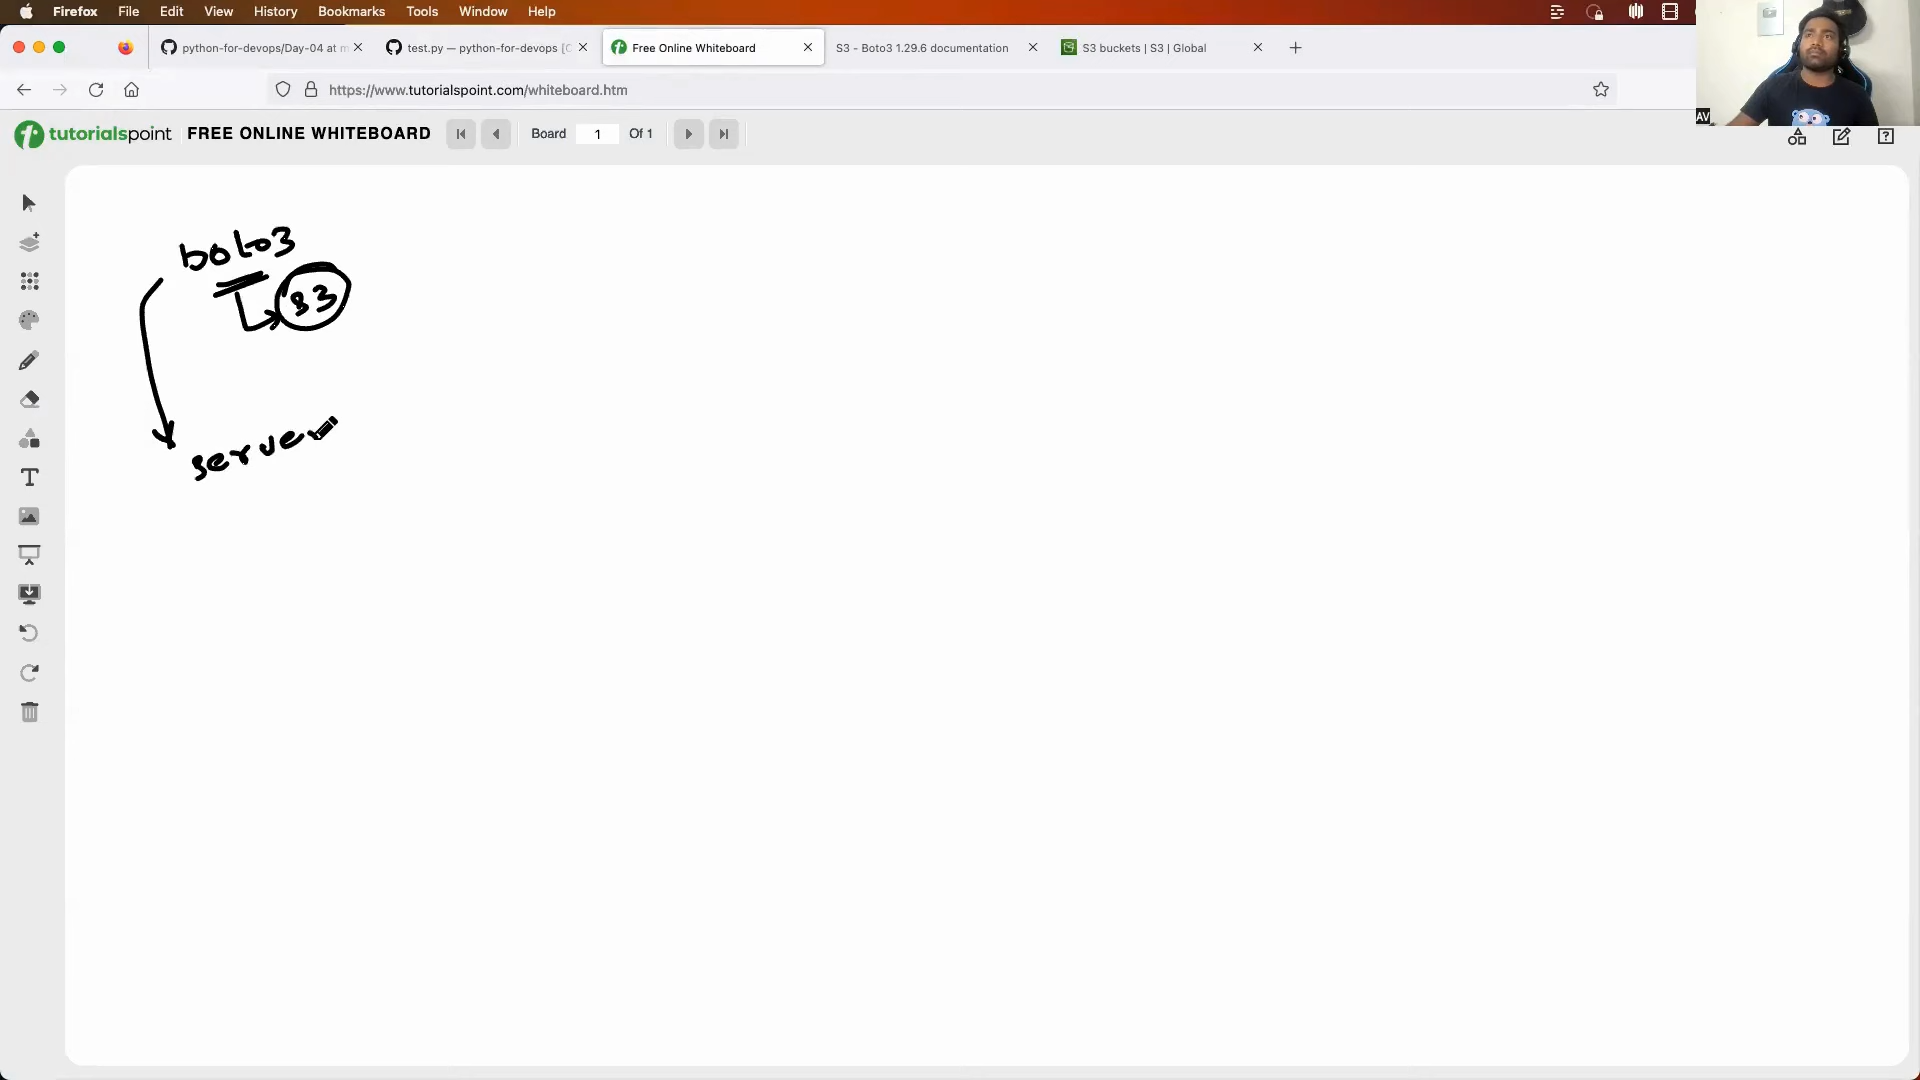 Firefox File Edit View History Bookmarks Tools Window Help
python-for-devops/Day-04 at m test.py — python-for-devops [C Free Online Whiteboard S3 - Boto3 1.29.6 documentation S3 buckets | S3 | Global
https://www.tutorialspoint.com/whiteboard.htm
AV
tutorialspoint FREE ONLINE WHITEBOARD Board 1 Of 1
boto3
S3
server